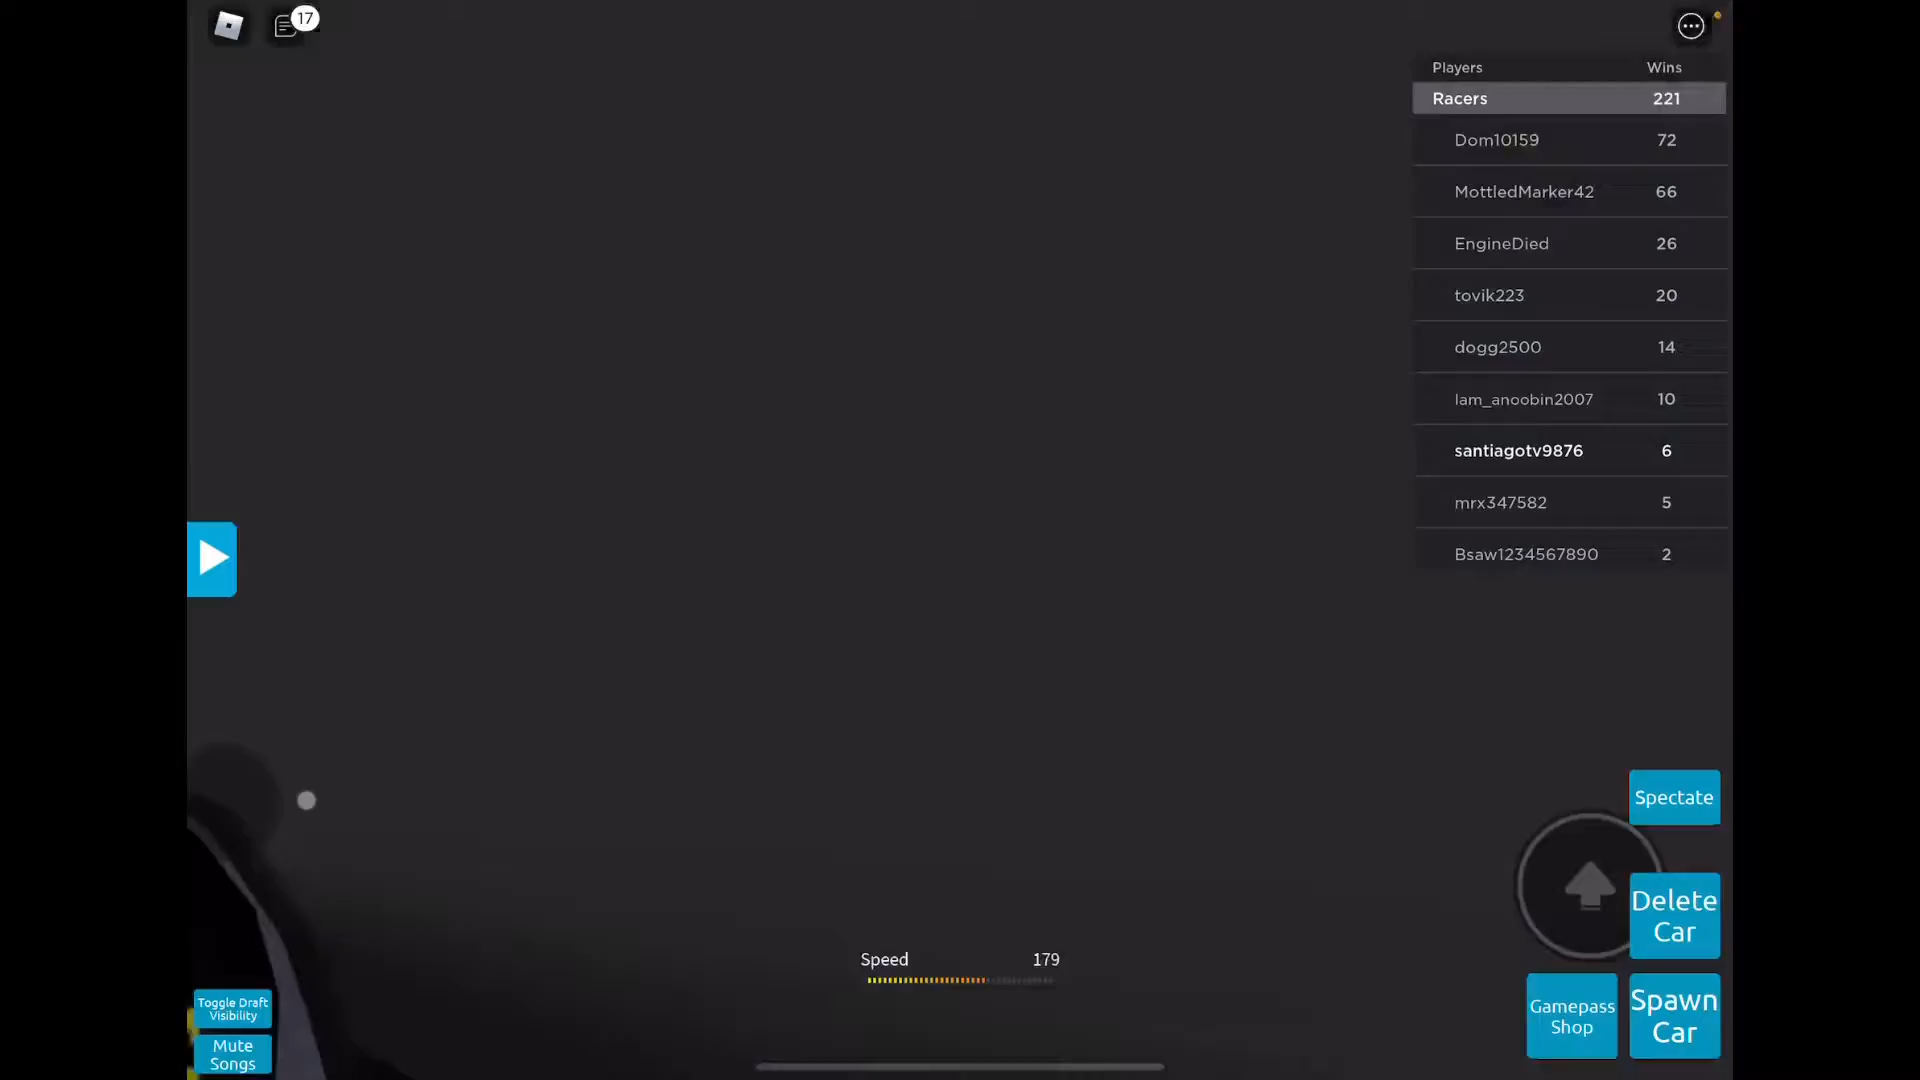 17
Players Wins
Racers 221
Dom10159 72
MottledMarker42 66
EngineDied 26
tovik223 20
dogg2500 14
Iam_anoobin2007 10
santiagotv9876 6
mrx347582 5
Bsaw1234567890 2
Spectate
Delete
Car
Speed 179
Toggle Draft
Visibility
Mute
Songs
Gamepass
Shop
Spawn
Car